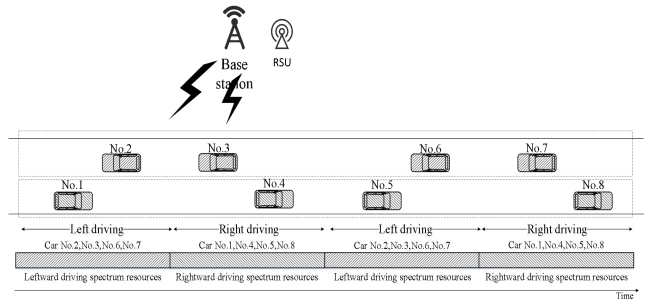 Base
station
RSU
No.2
No.3
No.6
No.7
No.1
No.4
No.5
No.8
Left driving
Right driving
Left driving
Right driving
Car No.2,No.3,No.6,No.7
Car No.1,No.4,No.5,No.8
Car No.2,No.3,No.6,No.7
Car No.1,No.4,No.5,No.8
Leftward driving spectrum resources
Rightward driving spectrum resources
Leftward driving spectrum resources
Rightward driving spectrum resources
Time